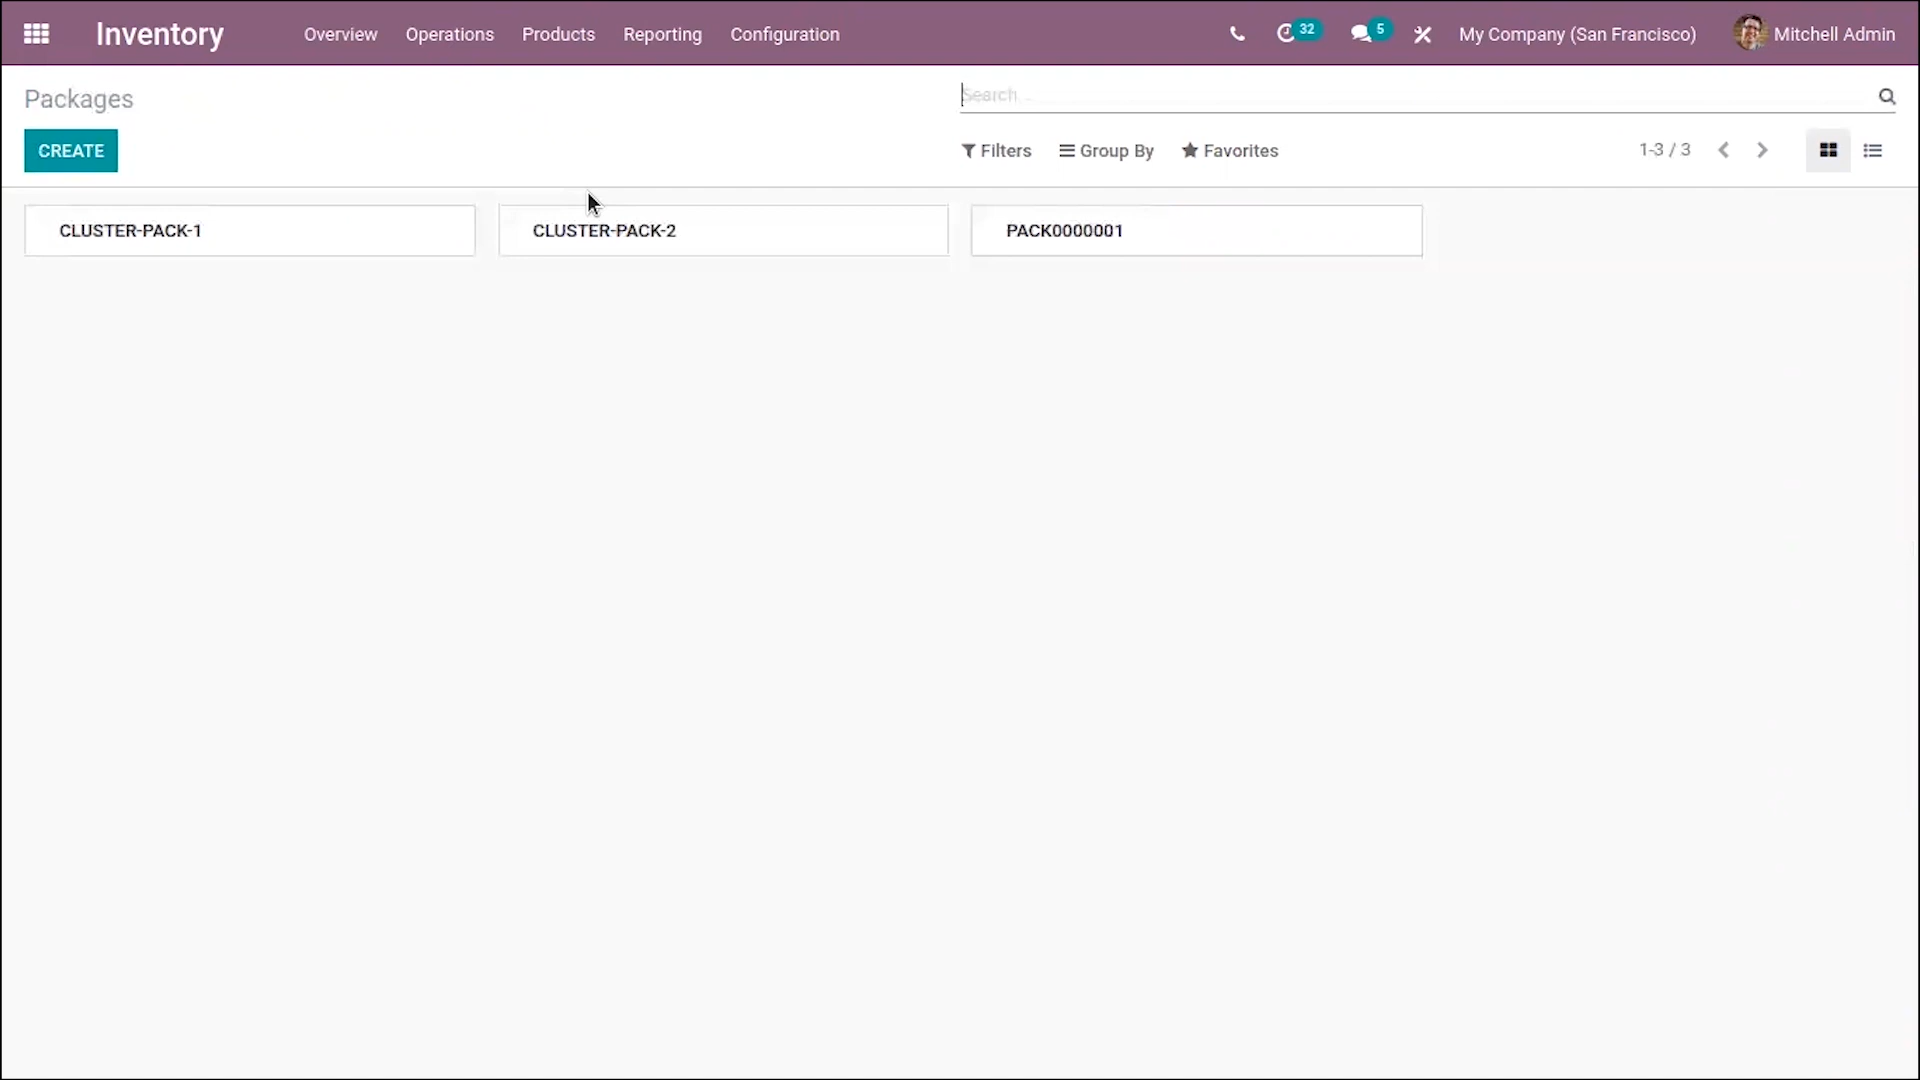 Inventory Overview Operations Products Reporting Configuration 32 5 My Company (San Francisco) Mitchell Admin
Packages
Search...
CREATE Filters Group By Favorites 1-3 / 3
CLUSTER-PACK-1 CLUSTER-PACK-2 PACK0000001